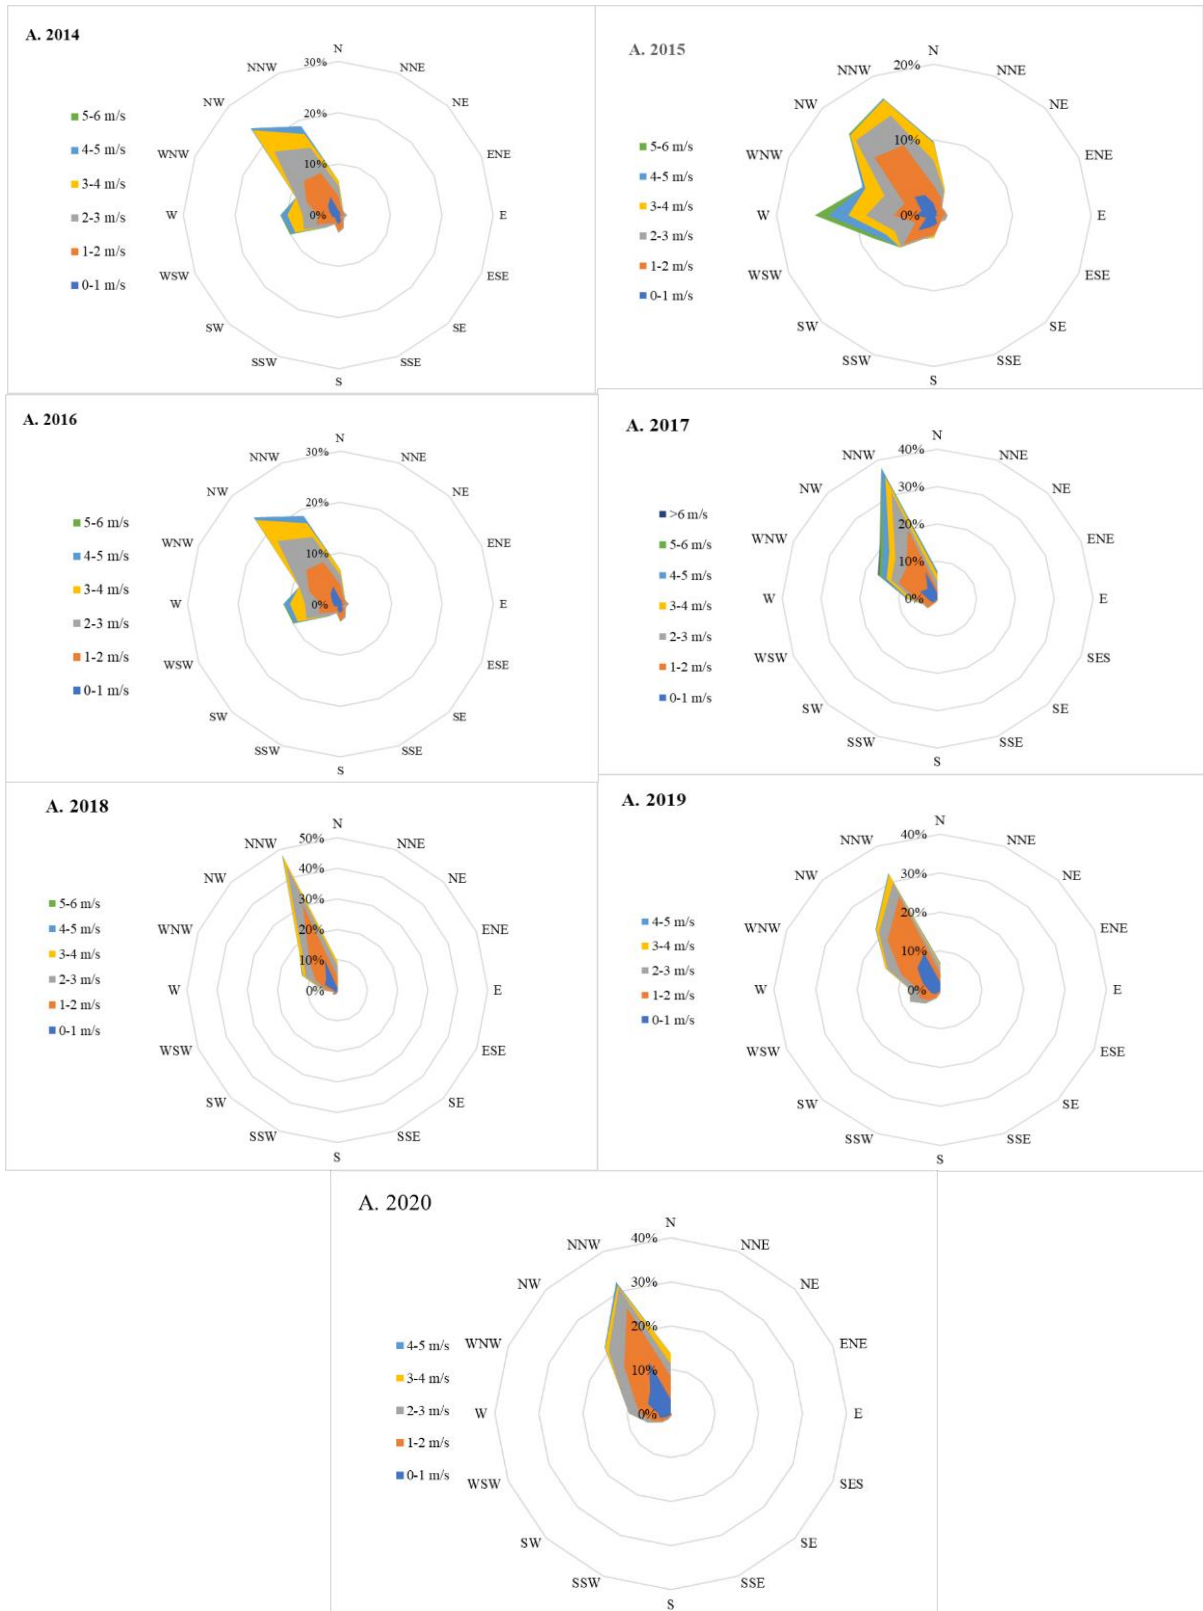 A. 2014
N
NNE
NE
ENE
E
ESE
SE
SSE
S
SSW
SW
WSW
W
WNW
NW
NNW
30%
20%
10%
0%
5-6 m/s
4-5 m/s
3-4 m/s
2-3 m/s
1-2 m/s
0-1 m/s
A. 2015
N
NNE
NE
ENE
E
ESE
SE
SSE
S
SSW
SW
WSW
W
WNW
NW
NNW
20%
10%
0%
5-6 m/s
4-5 m/s
3-4 m/s
2-3 m/s
1-2 m/s
0-1 m/s
A. 2016
N
NNE
NE
ENE
E
ESE
SE
SSE
S
SSW
SW
WSW
W
WNW
NW
NNW
30%
20%
10%
0%
5-6 m/s
4-5 m/s
3-4 m/s
2-3 m/s
1-2 m/s
0-1 m/s
A. 2017
N
NNE
NE
ENE
E
SES
SE
SSE
S
SSW
SW
WSW
W
WNW
NW
NNW
40%
30%
20%
10%
0%
>6 m/s
5-6 m/s
4-5 m/s
3-4 m/s
2-3 m/s
1-2 m/s
0-1 m/s
A. 2018
N
NNE
NE
ENE
E
ESE
SE
SSE
S
SSW
SW
WSW
W
WNW
NW
NNW
50%
40%
30%
20%
10%
0%
5-6 m/s
4-5 m/s
3-4 m/s
2-3 m/s
1-2 m/s
0-1 m/s
A. 2019
N
NNE
NE
ENE
E
ESE
SE
SSE
S
SSW
SW
WSW
W
WNW
NW
NNW
40%
30%
20%
10%
0%
4-5 m/s
3-4 m/s
2-3 m/s
1-2 m/s
0-1 m/s
A. 2020
N
NNE
NE
ENE
E
SES
SE
SSE
S
SSW
SW
WSW
W
WNW
NW
NNW
40%
30%
20%
10%
0%
4-5 m/s
3-4 m/s
2-3 m/s
1-2 m/s
0-1 m/s